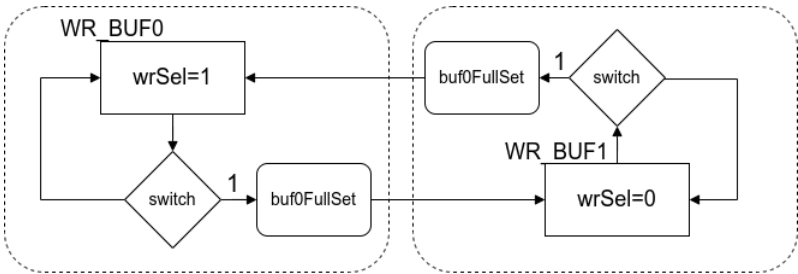 WR_BUF0
wrSel=1
switch
1
buf0FullSet
buf0FullSet
1
switch
WR_BUF1
wrSel=0